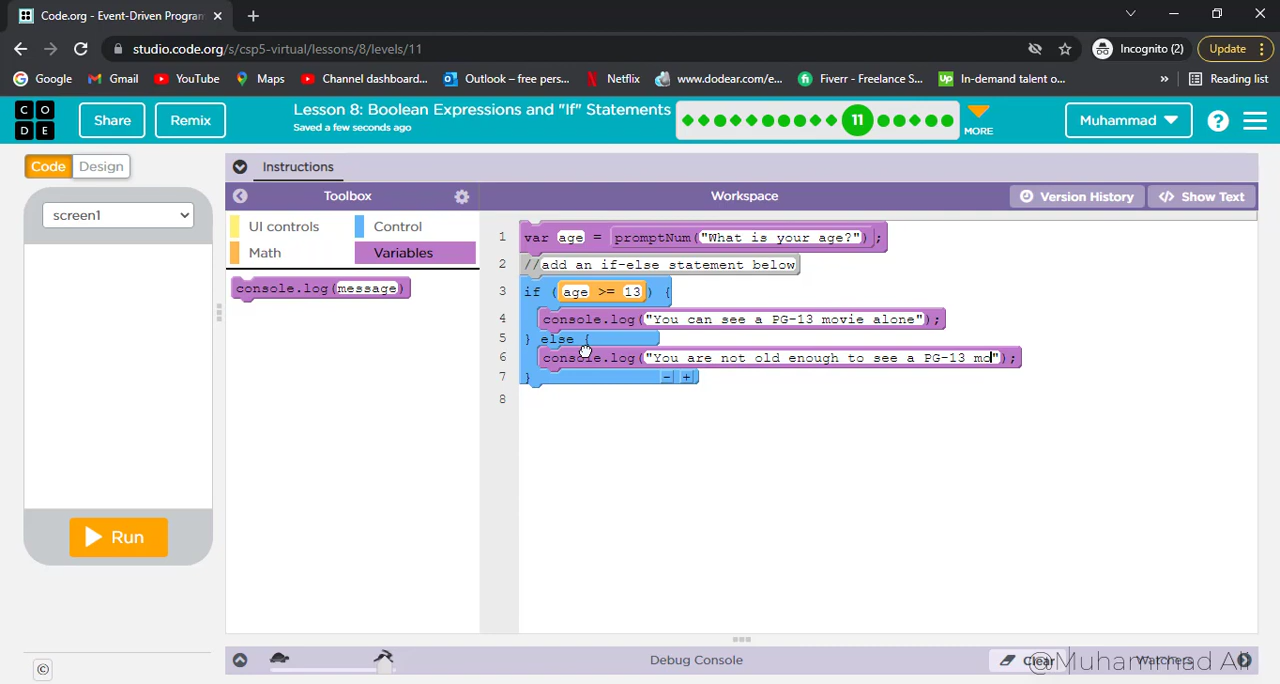 Code.org - Event-Driven Program
studio.code.org/s/csp5-virtual/lessons/8/levels/11
Incognito (2)
Update
Google
Gmail
YouTube
Maps
Channel dashboard...
Outlook – free pers...
Netflix
www.dodear.com/e...
Fiverr - Freelance S...
In-demand talent o...
»
Reading list
CODE
Share
Remix
Lesson 8: Boolean Expressions and "If" Statements
Saved a few seconds ago
11
MORE
Muhammad
?
Code
Design
Instructions
Toolbox
Workspace
Version History
</> Show Text
screen1
UI controls
Control
Math
Variables
console.log(message)
1 var age = promptNum("What is your age?");
2 //add an if-else statement below
3 if (age >= 13) {
4 console.log("You can see a PG-13 movie alone");
5 } else {
6 console.log("You are not old enough to see a PG-13 mo");
7 } - +
8
Run
©
Debug Console
Clear
Watchers
@Muhammad Ali